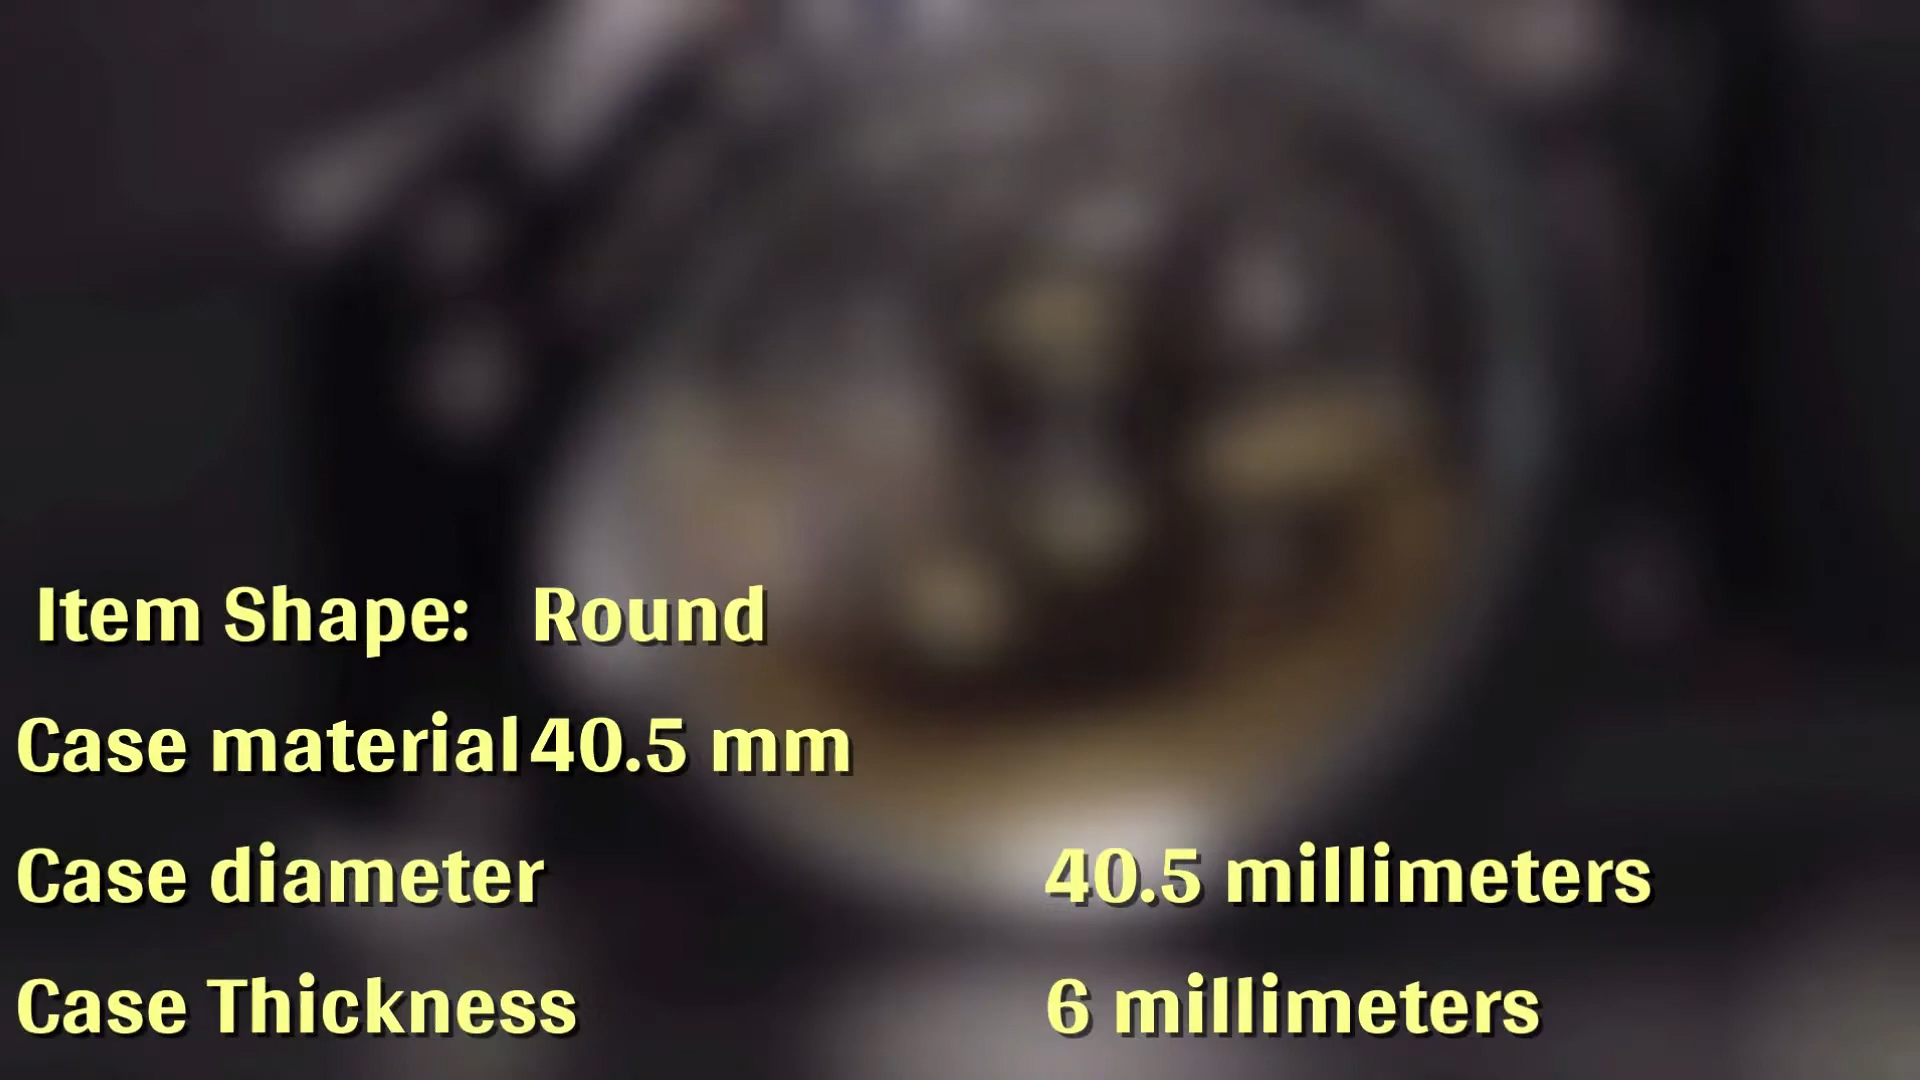 Item Shape: Round
Case material 40.5 mm
Case diameter 40.5 millimeters
Case Thickness 6 millimeters